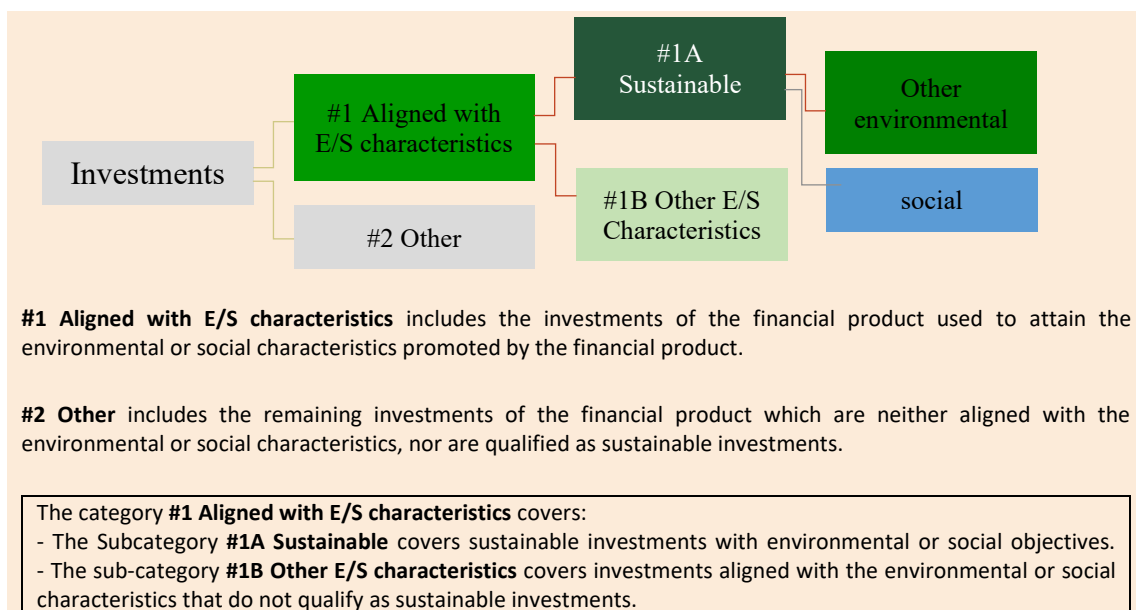 #1A
Sustainable
Other
environmental
#1 Aligned with
E/S characteristics
Investments
#1B Other E/S
Characteristics
social
#2 Other
#1 Aligned with E/S characteristics includes the investments of the financial product used to attain the
environmental or social characteristics promoted by the financial product.
#2 Other includes the remaining investments of the financial product which are neither aligned with the
environmental or social characteristics, nor are qualified as sustainable investments.
The category #1 Aligned with E/S characteristics covers:
- The Subcategory #1A Sustainable covers sustainable investments with environmental or social objectives.
- The sub-category #1B Other E/S characteristics covers investments aligned with the environmental or social
characteristics that do not qualify as sustainable investments.